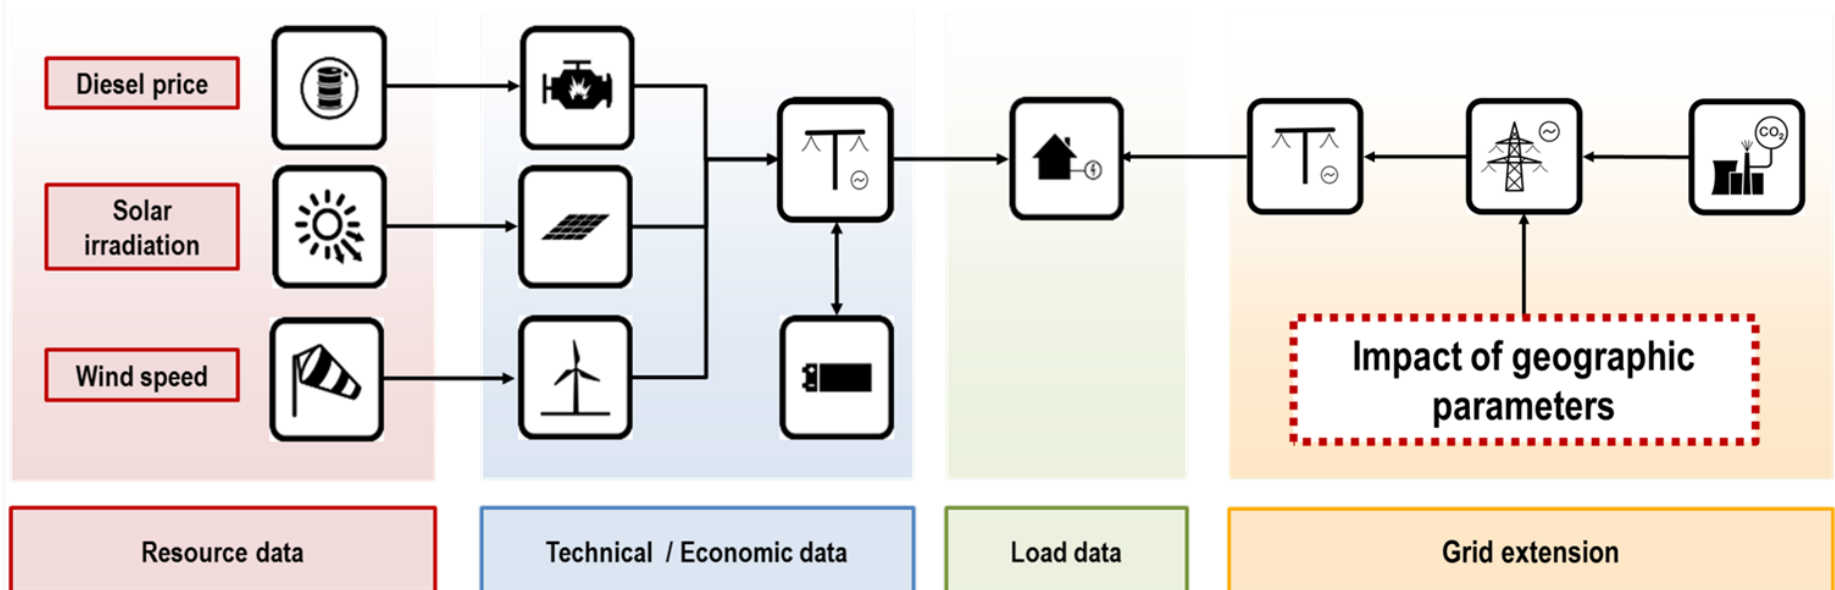 Diesel price
Solar
irradiation
Wind speed
CO₂
Impact of geographic
parameters
Resource data
Technical / Economic data
Load data
Grid extension